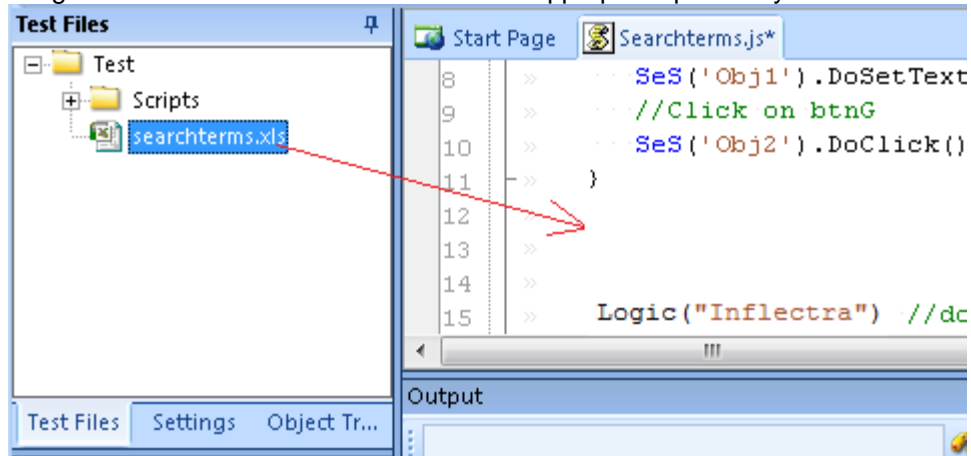 Test Files
Test
Scripts
searchterms.xls
Test Files Settings Object Tr...
Start Page Searchterms.js*
8 SeS('Obj1').DoSetText
9 //Click on btnG
10 SeS('Obj2').DoClick()
11 }
12
13
14
15 Logic("Inflectra") //do
Output